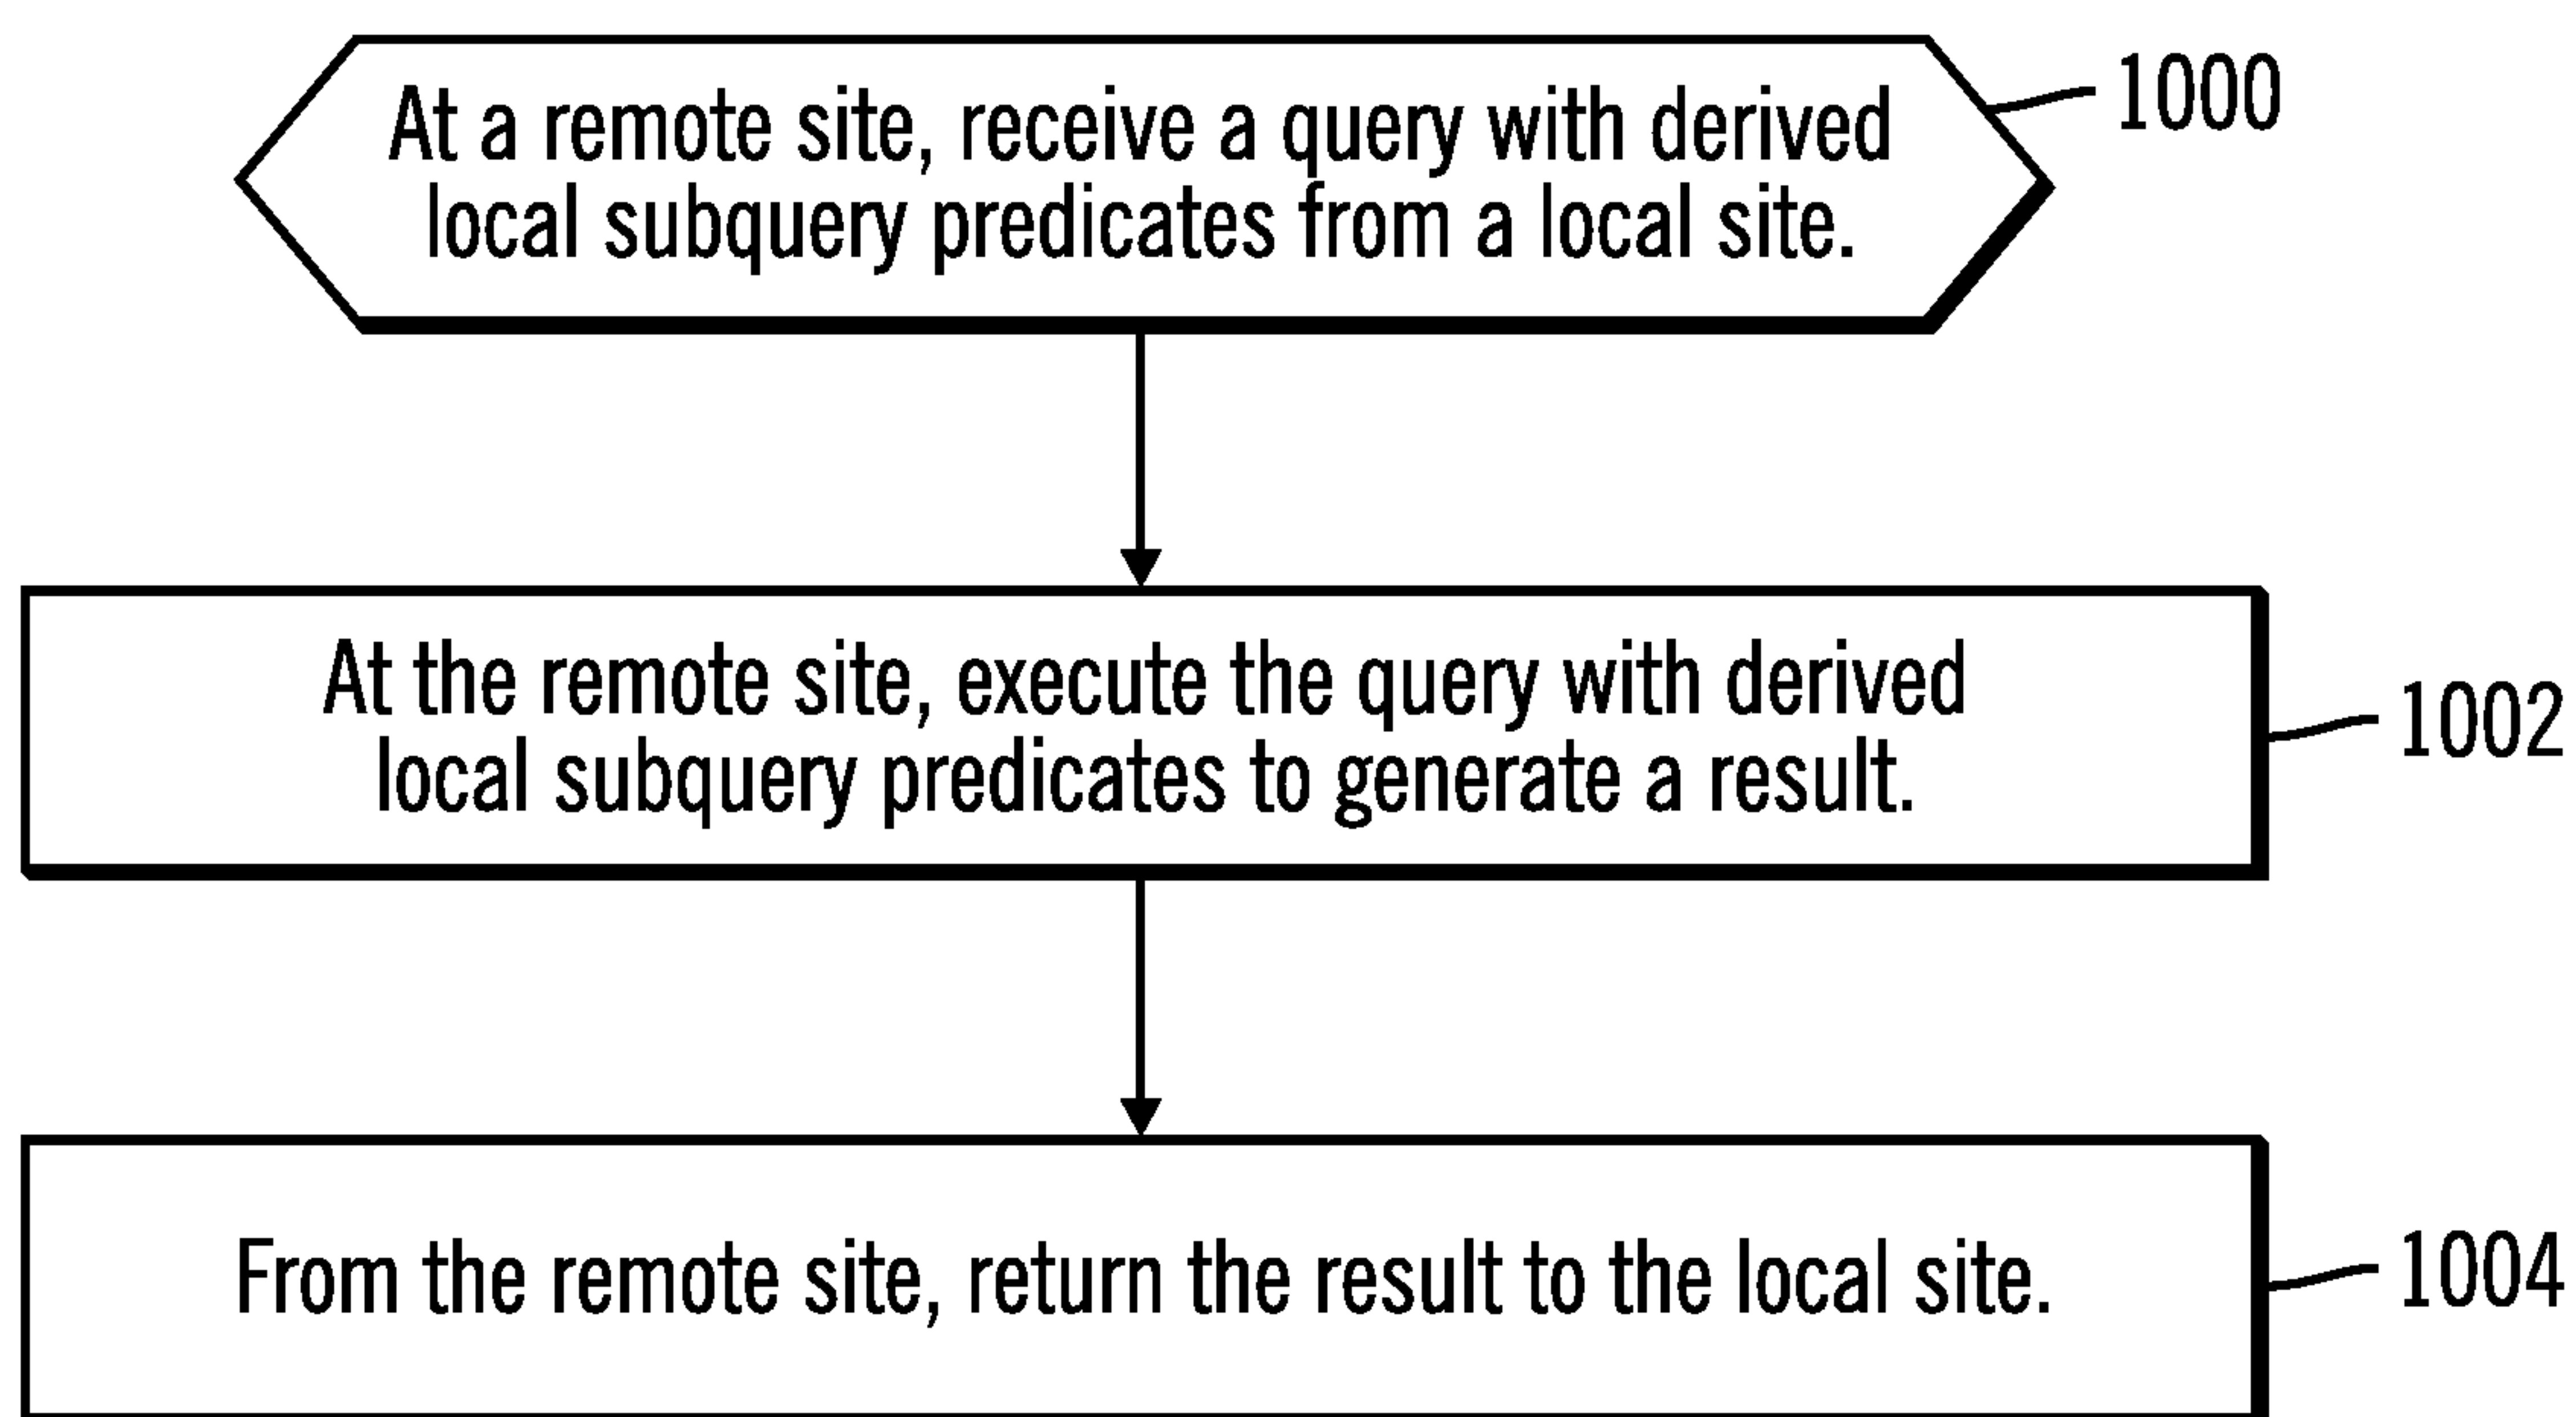 At a remote site, receive a query with derived
local subquery predicates from a local site.
1000
At the remote site, execute the query with derived
local subquery predicates to generate a result.
1002
From the remote site, return the result to the local site.
1004